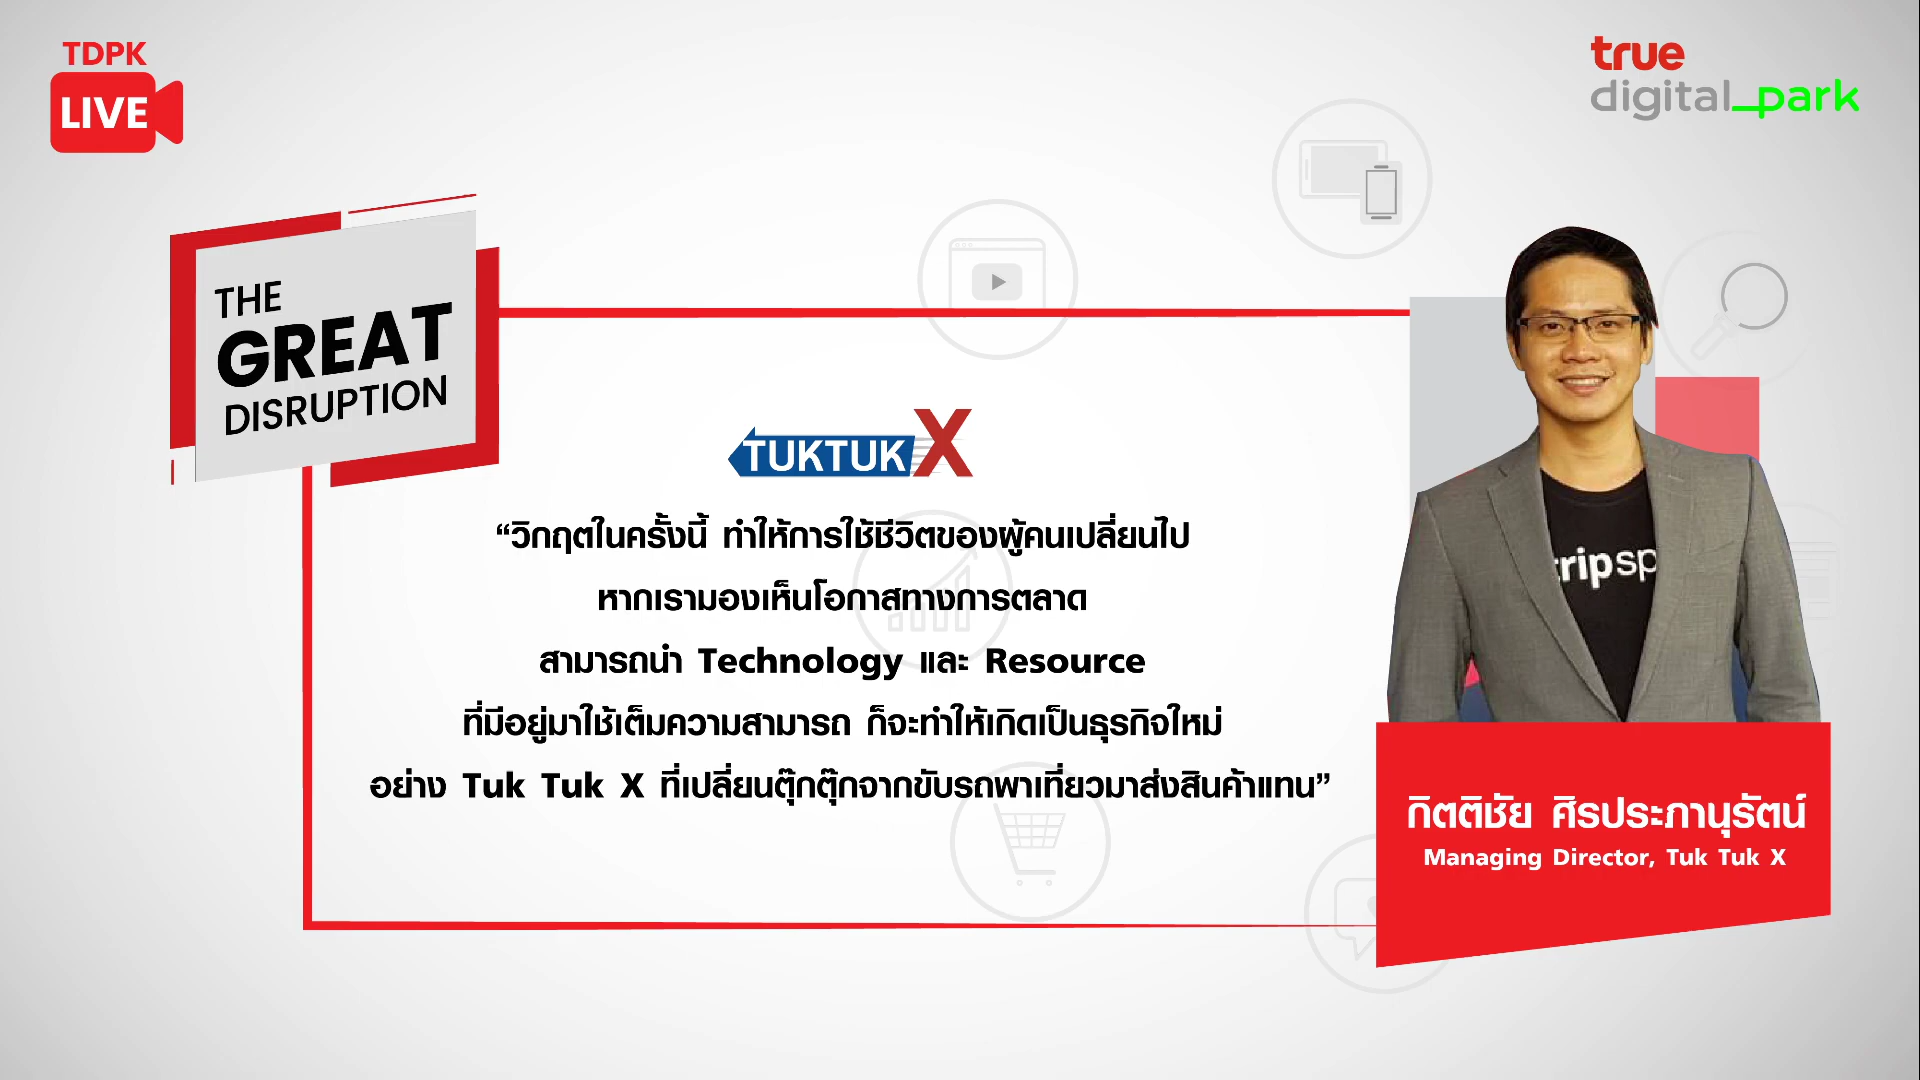 TDPK
LIVE
true
digital_park
THE
GREAT
DISRUPTION
TUKTUK X
“วิกฤตในครั้งนี้ ทำให้การใช้ชีวิตของผู้คนเปลี่ยนไป
หากเรามองเห็นโอกาสทางการตลาด
สามารถนำ Technology และ Resource
ที่มีอยู่มาใช้เต็มความสามารถ ก็จะทำให้เกิดเป็นธุรกิจใหม่
อย่าง Tuk Tuk X ที่เปลี่ยนตุ๊กตุ๊กจากขับรถพาเที่ยวมาส่งสินค้าแทน”
tripsp
กิตติชัย ศิรประภานุรัตน์
Managing Director, Tuk Tuk X